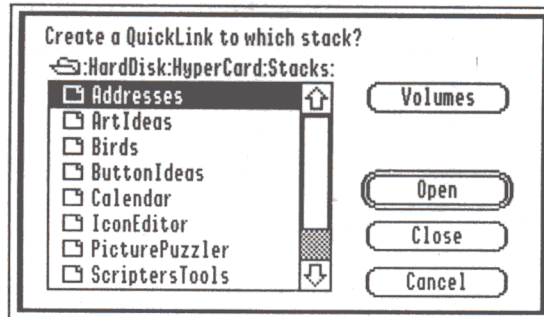 Create a QuickLink to which stack?
:HardDisk:HyperCard:Stacks:
Addresses
ArtIdeas
Birds
ButtonIdeas
Calendar
IconEditor
PicturePuzzler
ScriptersTools
Volumes
Open
Close
Cancel